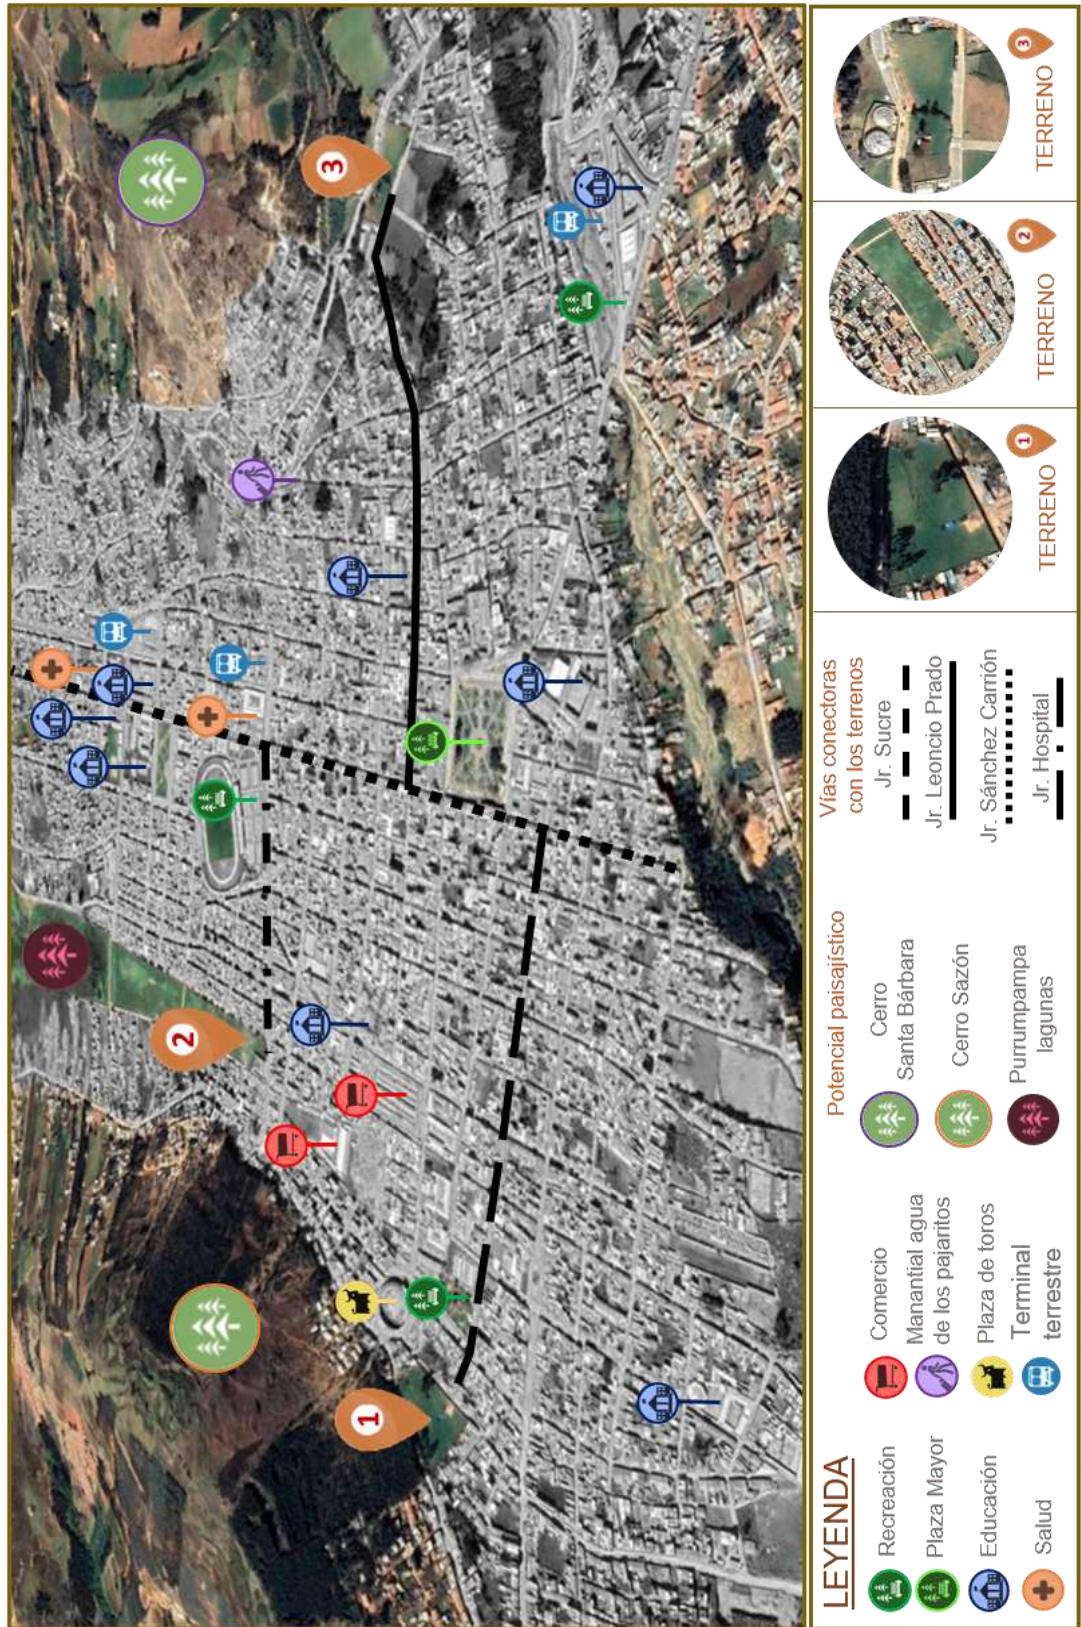 3
2
1
LEYENDA
Recreación
Plaza Mayor
Educación
Salud
Comercio
Manantial agua
de los pajaritos
Plaza de toros
Terminal
terrestre
Potencial paisajístico
Cerro
Santa Bárbara
Cerro Sazón
Purrumpampa
lagunas
Vías conectoras
con los terrenos
Jr. Sucre
Jr. Leoncio Prado
Jr. Sánchez Carrión
Jr. Hospital
TERRENO 1
TERRENO 2
TERRENO 3